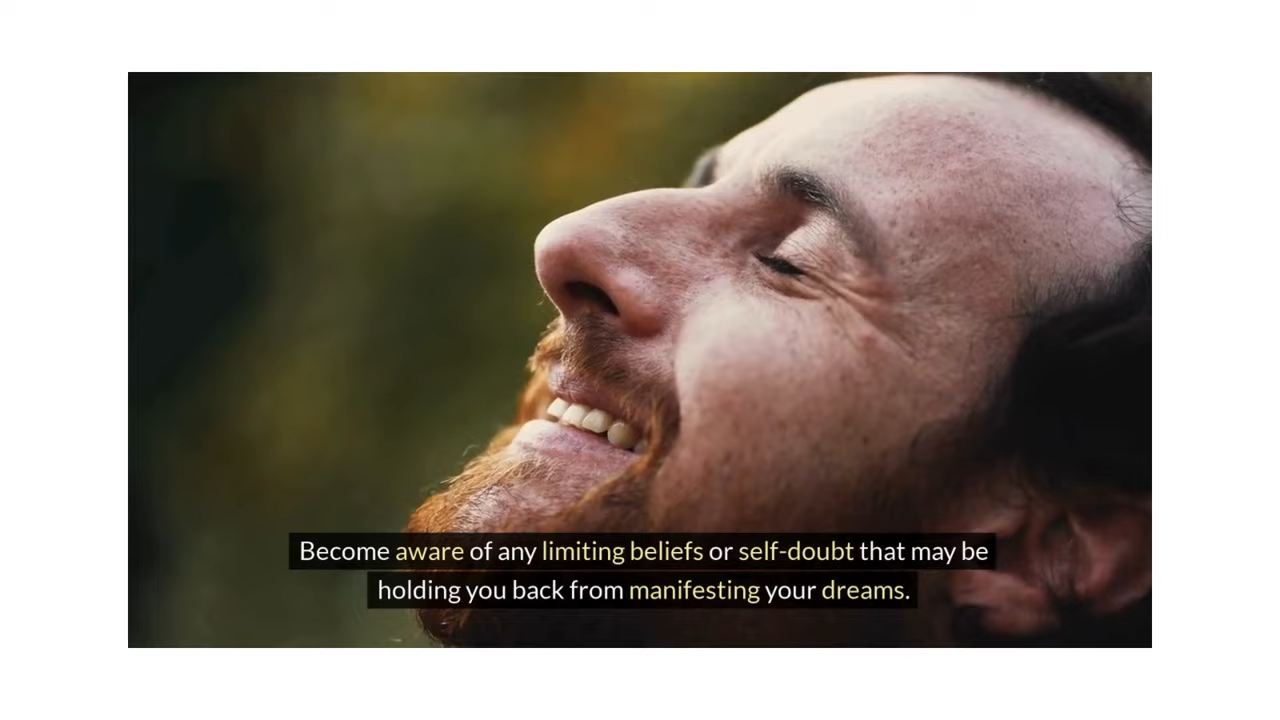 Become aware of any limiting beliefs or self-doubt that may be
holding you back from manifesting your dreams.